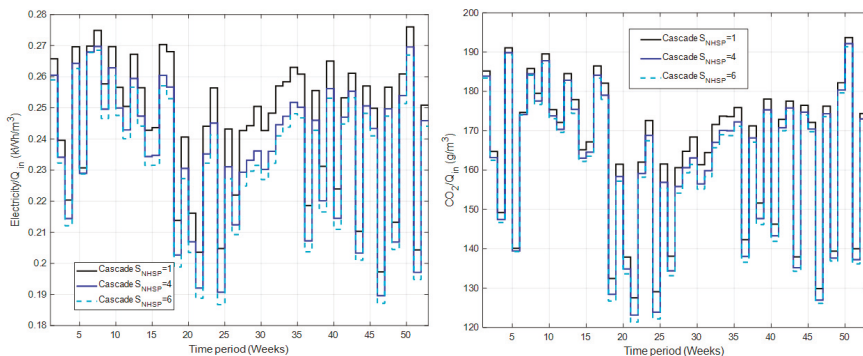 0.28
0.27
0.26
0.25
0.24
0.23
0.22
0.21
0.2
0.19
0.18
Electricity/Q_in (kWh/m³)
Cascade S_NHSP=1
Cascade S_NHSP=4
Cascade S_NHSP=6
5 10 15 20 25 30 35 40 45 50
Time period (Weeks)
200
190
180
170
160
150
140
130
120
CO₂/Q_in (g/m³)
Cascade S_NHSP=1
Cascade S_NHSP=4
Cascade S_NHSP=6
5 10 15 20 25 30 35 40 45 50
Time period (Weeks)